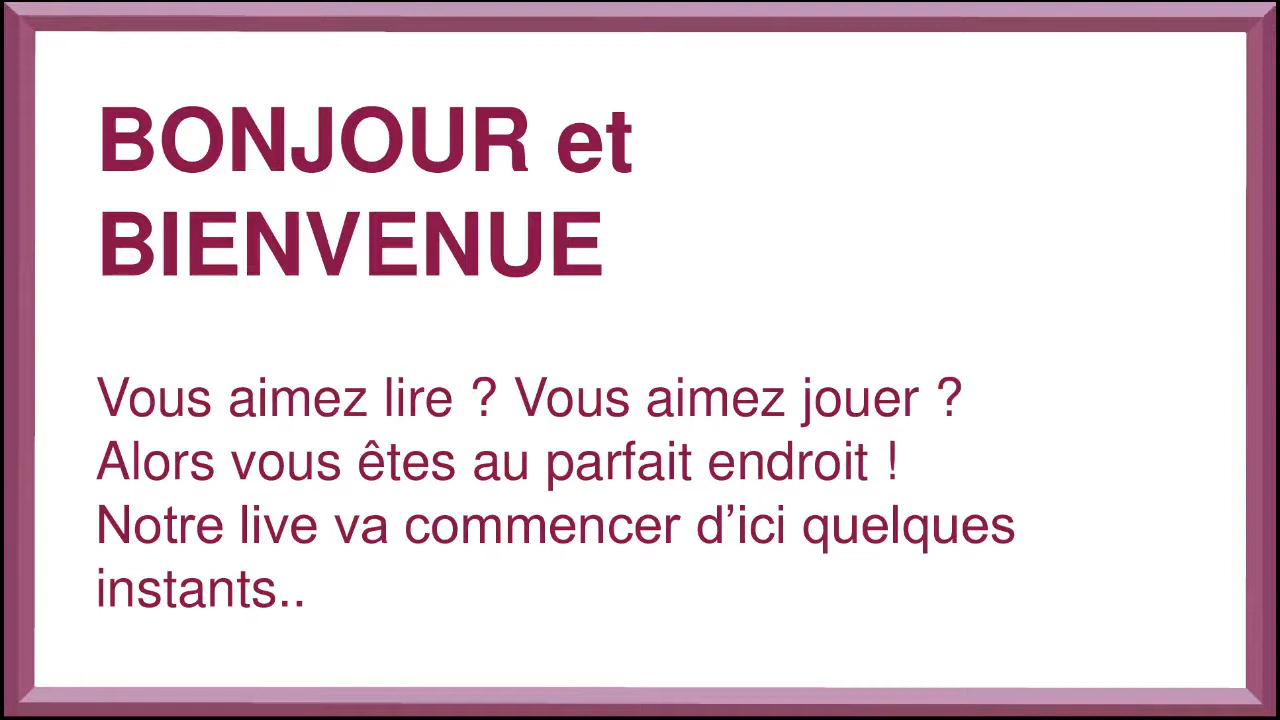 BONJOUR et
BIENVENUE
Vous aimez lire ? Vous aimez jouer ?
Alors vous êtes au parfait endroit !
Notre live va commencer d’ici quelques
instants..